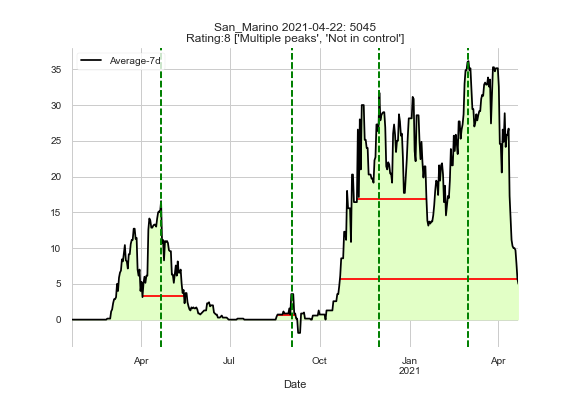 San_Marino 2021-04-22: 5045
Rating:8 ['Multiple peaks', 'Not in control']
Average-7d
35
30
25
20
15
10
5
0
Apr
Jul
Oct
Jan
2021
Apr
Date